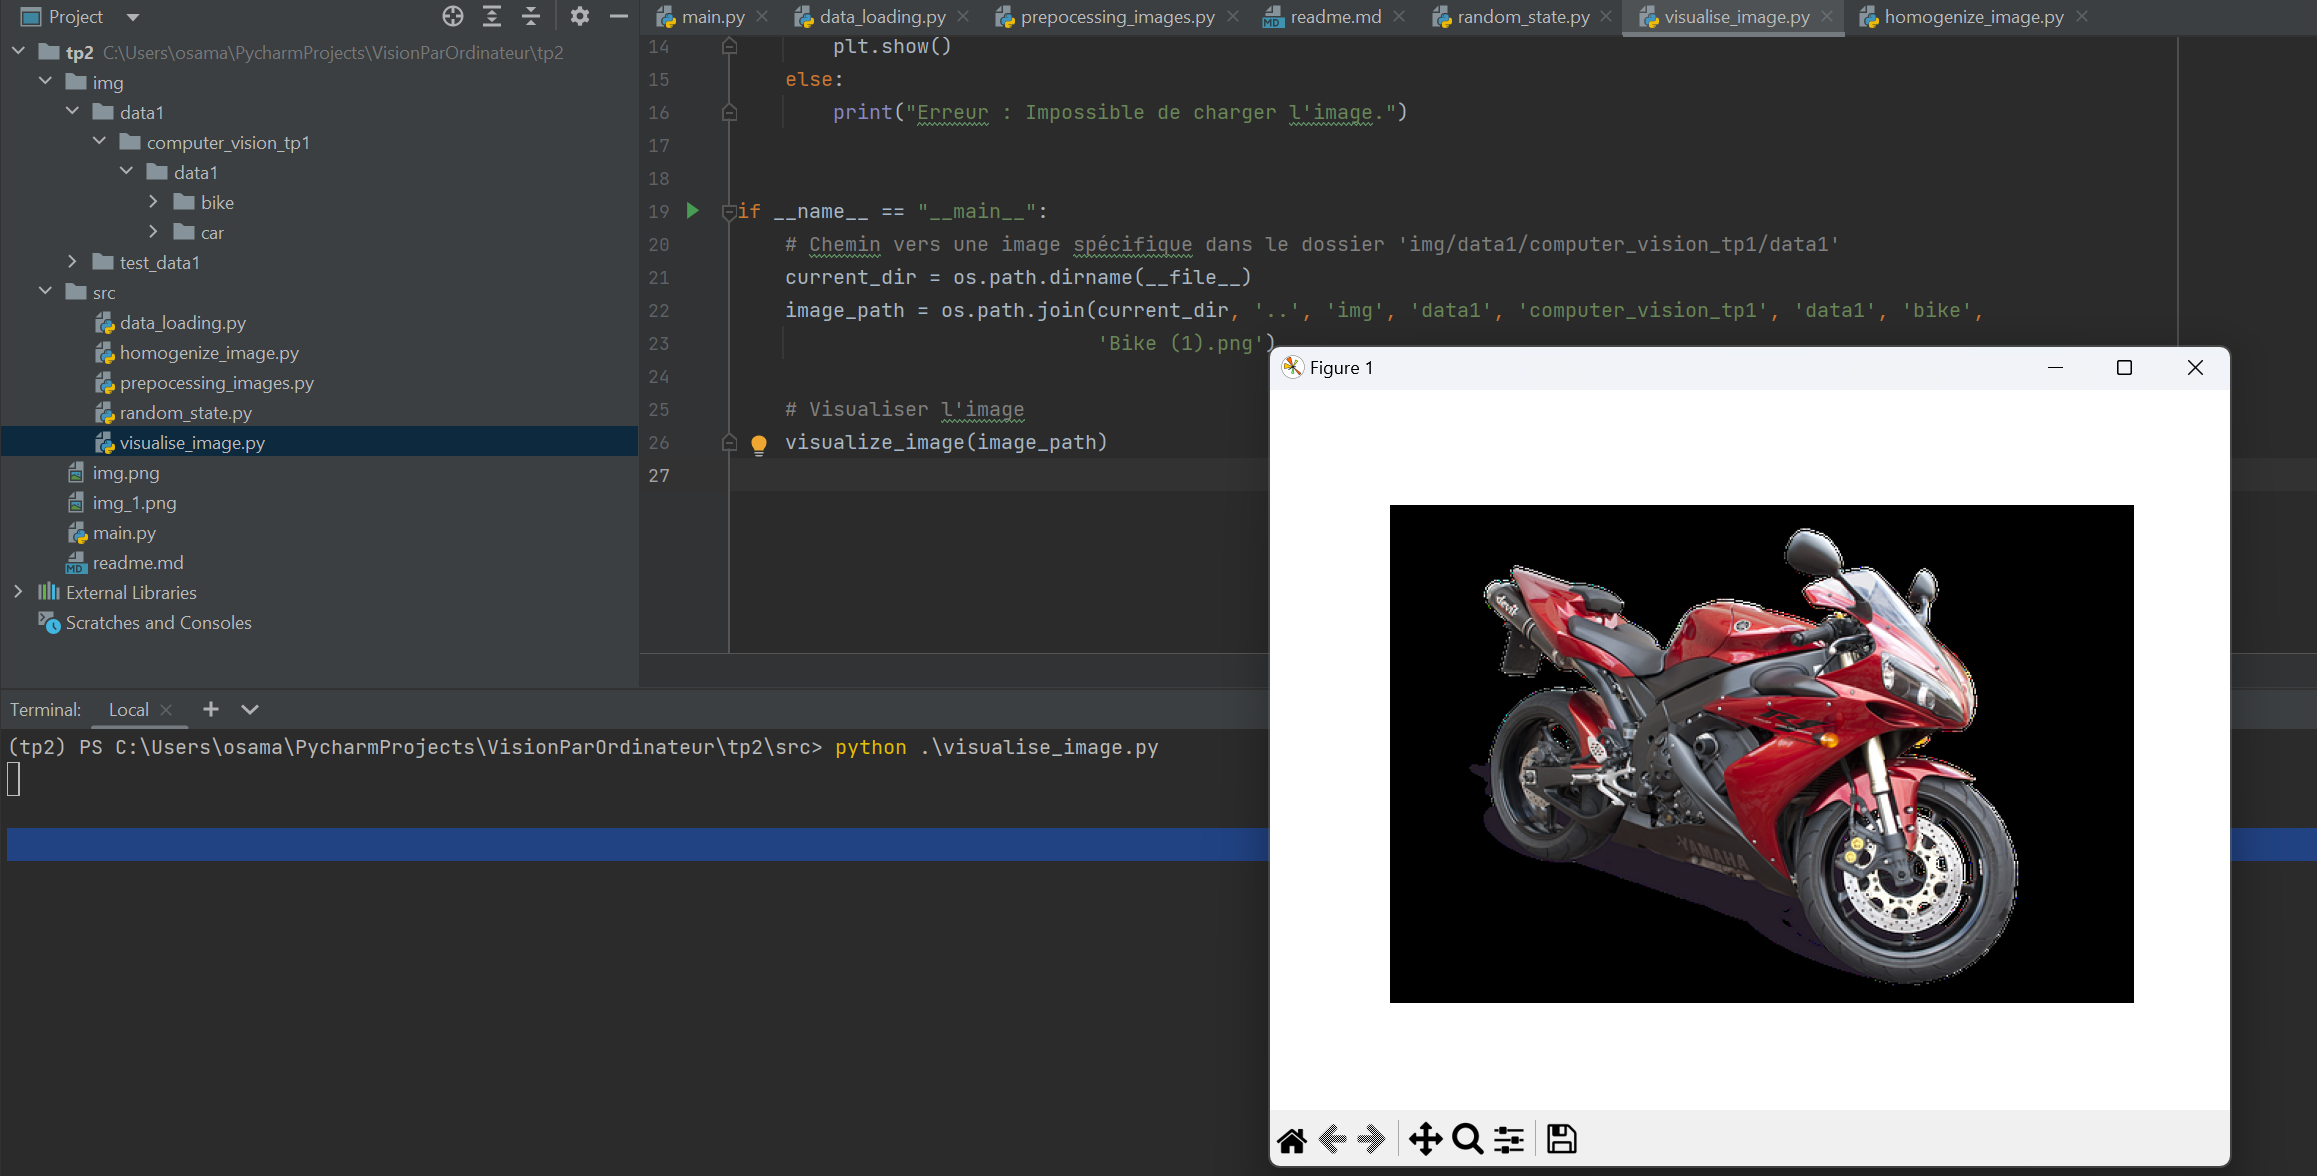 Project
main.py
data_loading.py
prepocessing_images.py
readme.md
random_state.py
visualise_image.py
homogenize_image.py
tp2 C:\Users\osama\PycharmProjects\VisionParOrdinateur\tp2
img
data1
computer_vision_tp1
data1
bike
car
test_data1
src
data_loading.py
homogenize_image.py
prepocessing_images.py
random_state.py
visualise_image.py
img.png
img_1.png
main.py
MD readme.md
External Libraries
Scratches and Consoles
14 plt.show()
15 else:
16 print("Erreur : Impossible de charger l'image.")
17
18
19 if __name__ == "__main__":
20 # Chemin vers une image spécifique dans le dossier 'img/data1/computer_vision_tp1/data1'
21 current_dir = os.path.dirname(__file__)
22 image_path = os.path.join(current_dir, '..', 'img', 'data1', 'computer_vision_tp1', 'data1', 'bike',
23 'Bike (1).png')
24
25 # Visualiser l'image
26 visualize_image(image_path)
27
Figure 1
devil
YAMAHA
Terminal: Local
(tp2) PS C:\Users\osama\PycharmProjects\VisionParOrdinateur\tp2\src> python .\visualise_image.py